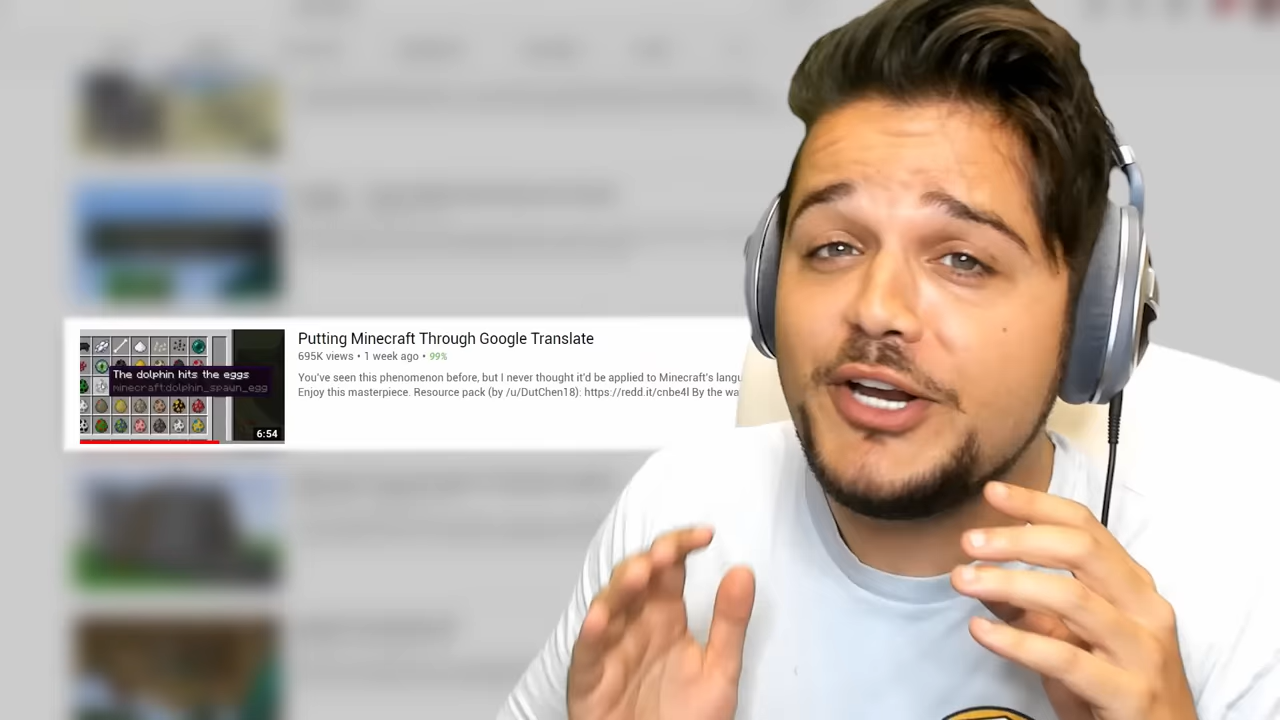 Putting Minecraft Through Google Translate
695K views • 1 week ago • 99%
You've seen this phenomenon before, but I never thought it'd be applied to Minecraft's langu
Enjoy this masterpiece. Resource pack (by /u/DutChen18): https://redd.it/cnbe4l By the wa
The dolphin hits the eggs
minecraft:dolphin_spawn_egg
6:54